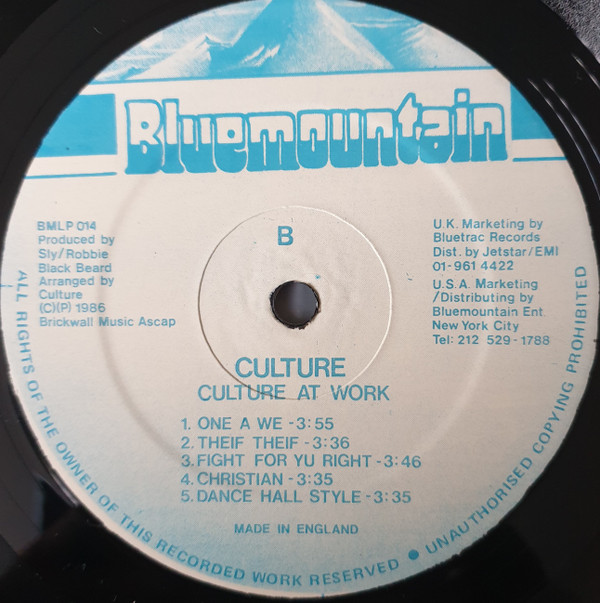 Bluemountain
BMLP 014
Produced by
Sly/Robbie
Black Beard
Arranged by
Culture
(C)(P) 1986
Brickwall Music Ascap
B
U.K. Marketing by
Bluetrac Records
Dist. by Jetstar/EMI
01-961 4422
U.S.A. Marketing
/Distributing by
Bluemountain Ent.
New York City
Tel: 212 529-1788
CULTURE
CULTURE AT WORK
1. ONE A WE - 3:55
2. THEIF THEIF - 3:36
3. FIGHT FOR YU RIGHT - 3:46
4. CHRISTIAN - 3:35
5. DANCE HALL STYLE - 3:35
MADE IN ENGLAND
ALL RIGHTS OF THE OWNER OF THIS RECORDED WORK RESERVED ● UNAUTHORISED COPYING PROHIBITED